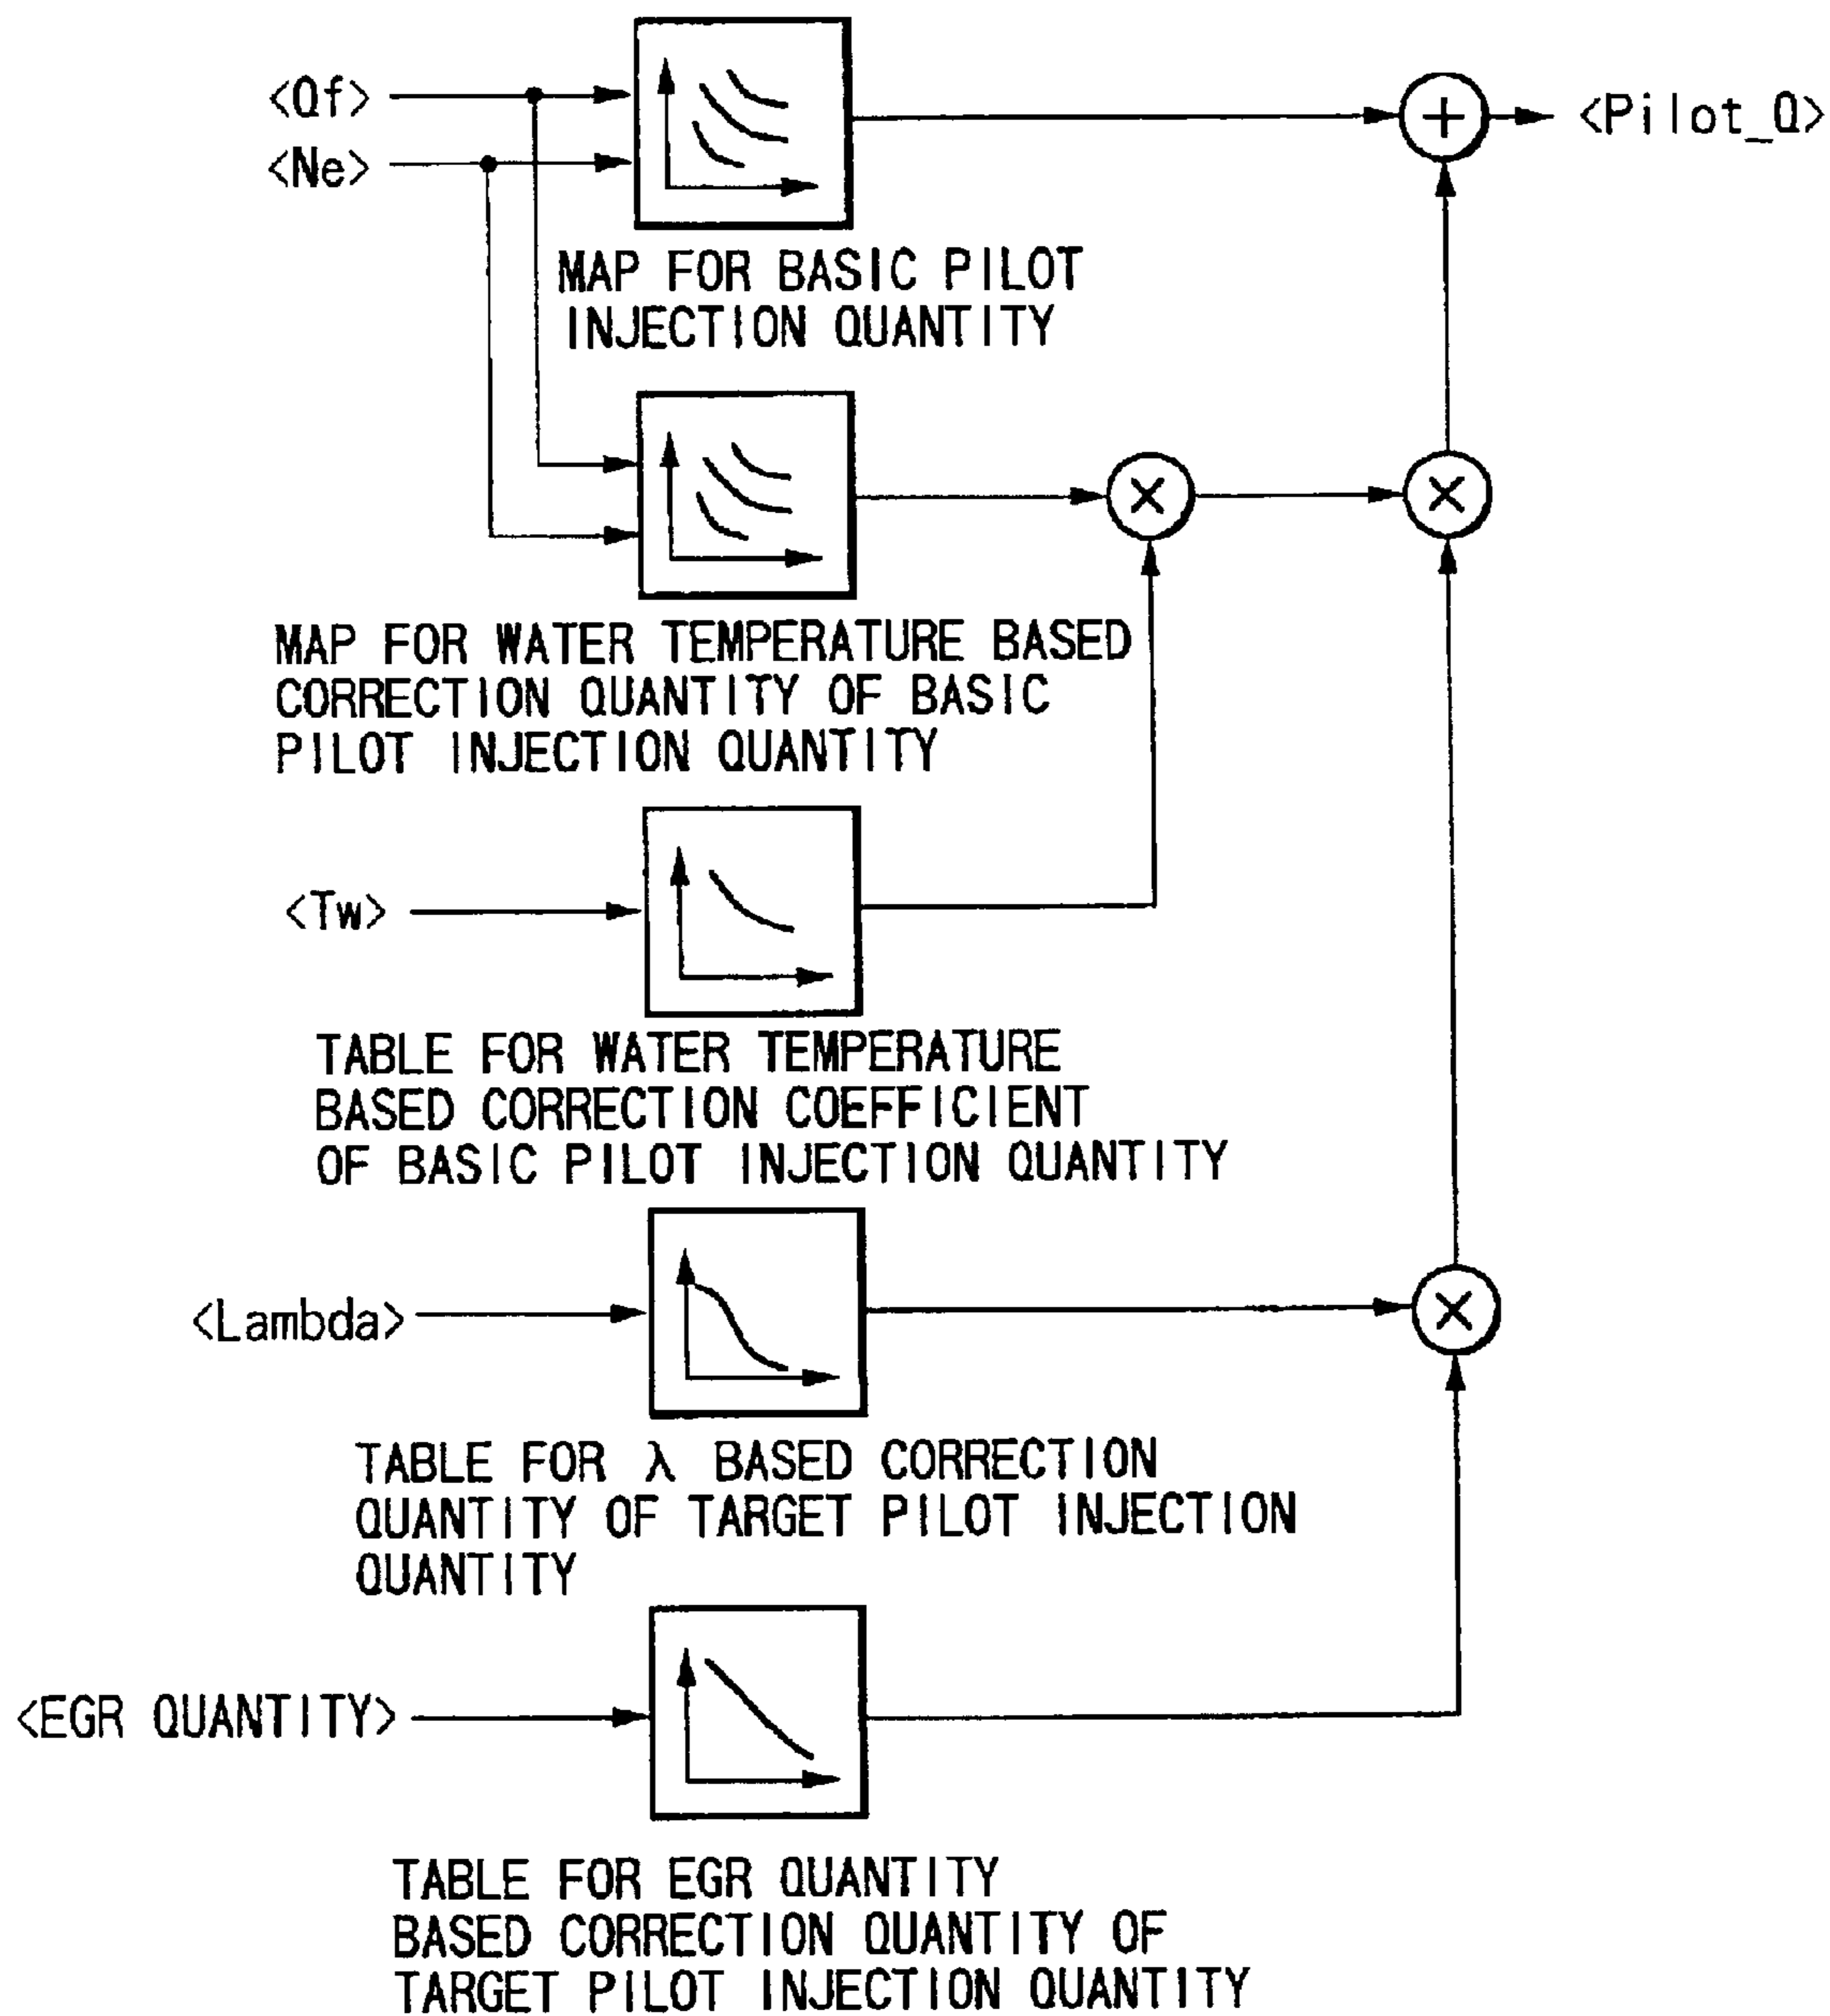 <Qf>
<Ne>
<Pilot_Q>
MAP FOR BASIC PILOT
INJECTION QUANTITY
MAP FOR WATER TEMPERATURE BASED
CORRECTION QUANTITY OF BASIC
PILOT INJECTION QUANTITY
<Tw>
TABLE FOR WATER TEMPERATURE
BASED CORRECTION COEFFICIENT
OF BASIC PILOT INJECTION QUANTITY
<Lambda>
TABLE FOR λ BASED CORRECTION
QUANTITY OF TARGET PILOT INJECTION
QUANTITY
<EGR QUANTITY>
TABLE FOR EGR QUANTITY
BASED CORRECTION QUANTITY OF
TARGET PILOT INJECTION QUANTITY